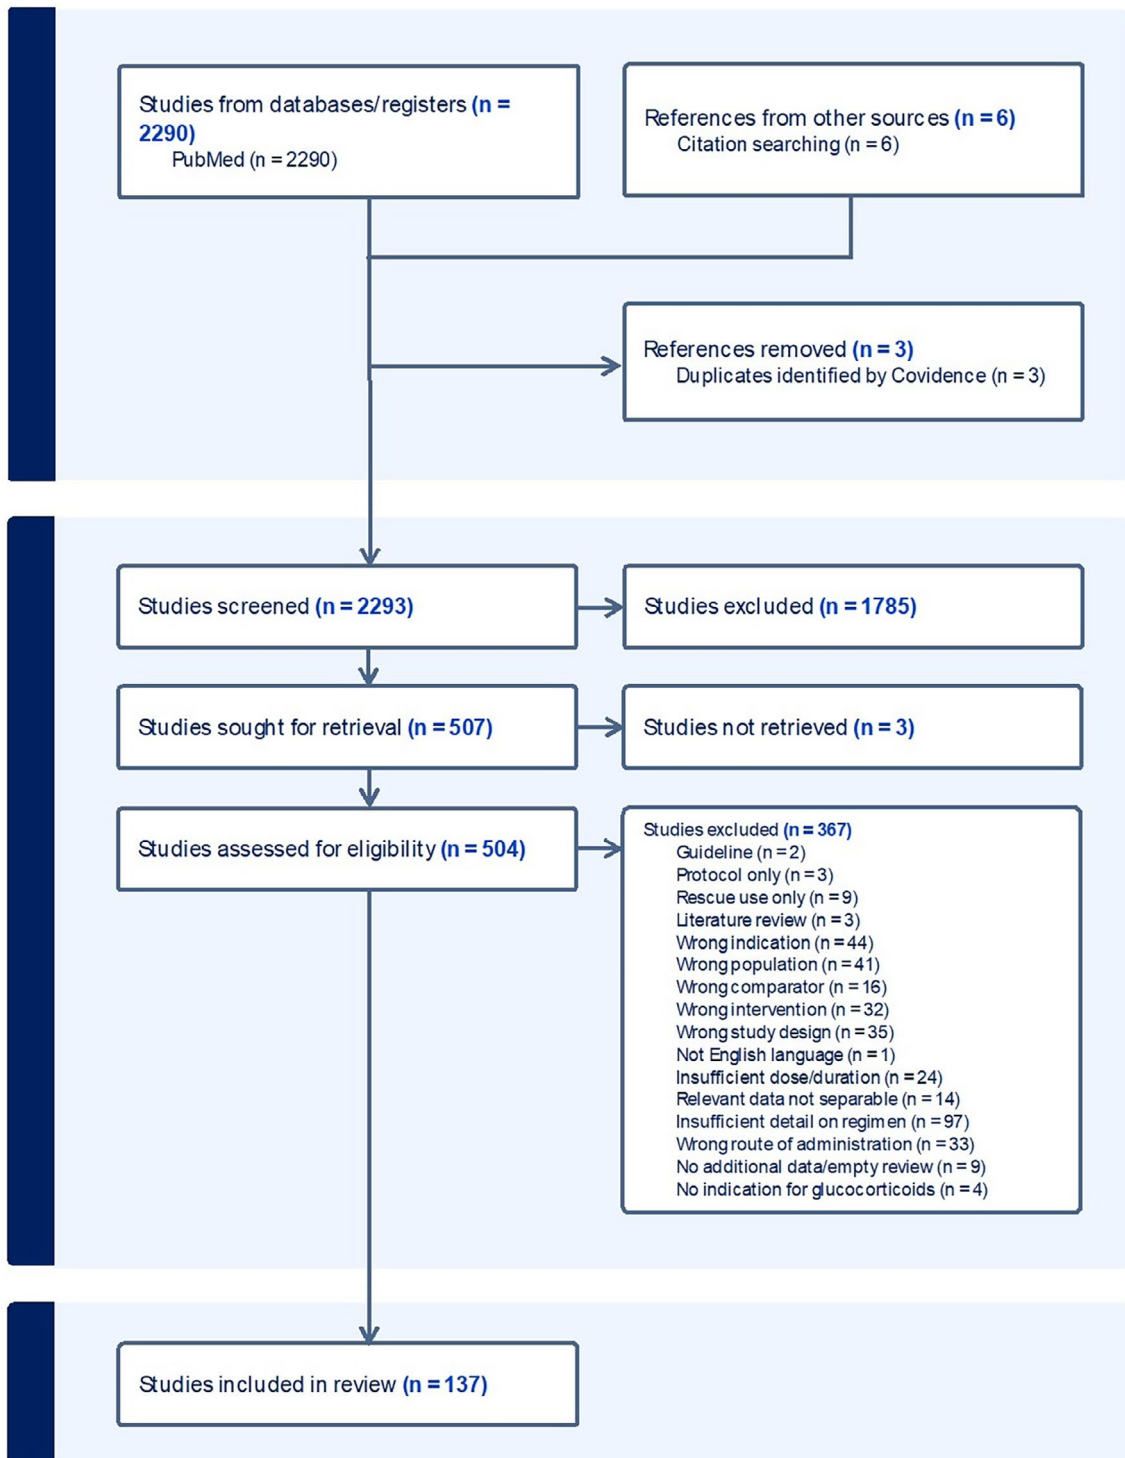 Studies from databases/registers (n =
2290)
PubMed (n = 2290)
References from other sources (n = 6)
Citation searching (n = 6)
References removed (n = 3)
Duplicates identified by Covidence (n = 3)
Studies screened (n = 2293)
Studies excluded (n = 1785)
Studies sought for retrieval (n = 507)
Studies not retrieved (n = 3)
Studies assessed for eligibility (n = 504)
Studies excluded (n = 367)
Guideline (n = 2)
Protocol only (n = 3)
Rescue use only (n = 9)
Literature review (n = 3)
Wrong indication (n = 44)
Wrong population (n = 41)
Wrong comparator (n = 16)
Wrong intervention (n = 32)
Wrong study design (n = 35)
Not English language (n = 1)
Insufficient dose/duration (n = 24)
Relevant data not separable (n = 14)
Insufficient detail on regimen (n = 97)
Wrong route of administration (n = 33)
No additional data/empty review (n = 9)
No indication for glucocorticoids (n = 4)
Studies included in review (n = 137)